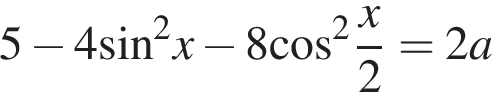 5 − 4sin²x − 8cos² x/2 = 2a